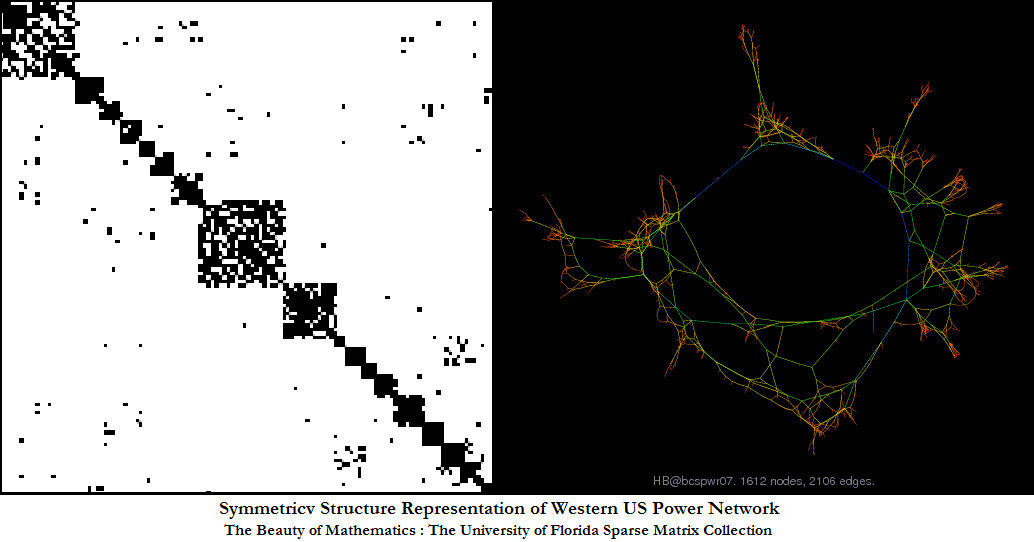 HB@bcspwr07. 1612 nodes, 2106 edges.
Symmetricv Structure Representation of Western US Power Network
The Beauty of Mathematics : The University of Florida Sparse Matrix Collection